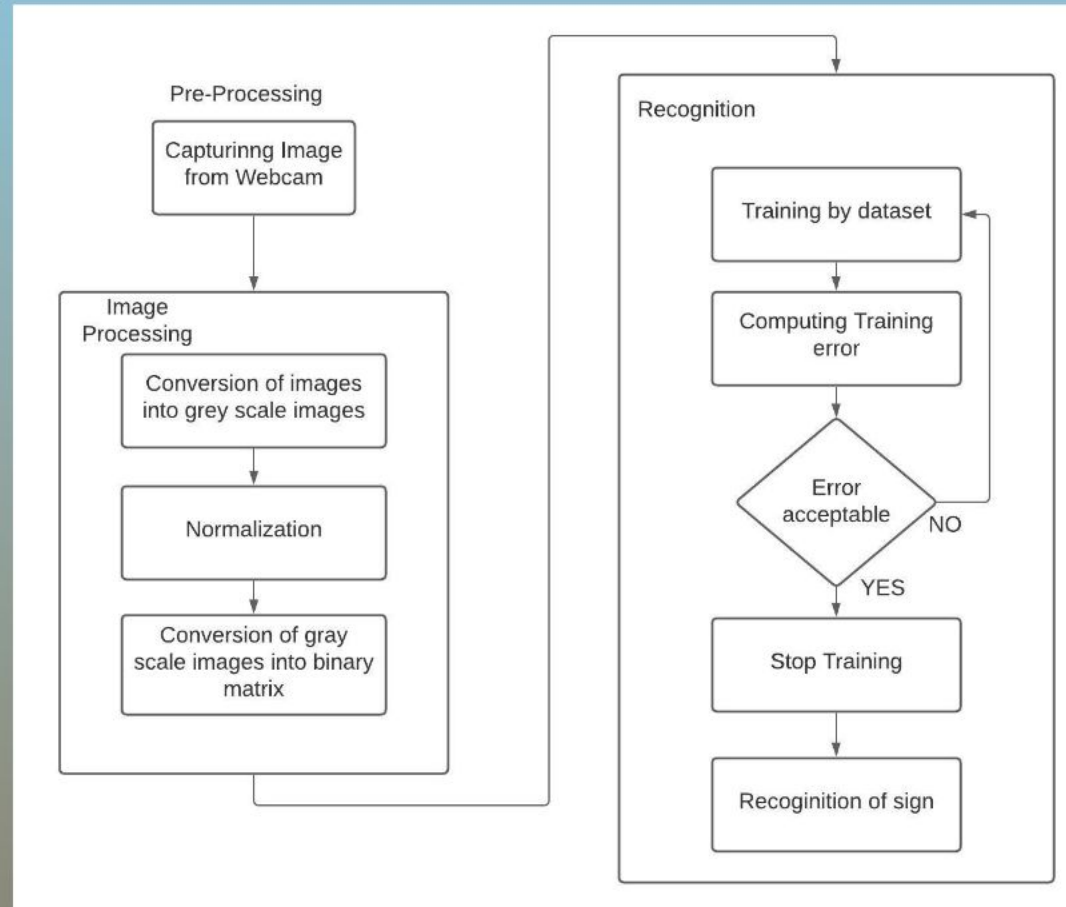 Pre-Processing
Capturinng Image
from Webcam
Image
Processing
Conversion of images
into grey scale images
Normalization
Conversion of gray
scale images into binary
matrix
Recognition
Training by dataset
Computing Training
error
Error
acceptable
NO
YES
Stop Training
Recoginition of sign